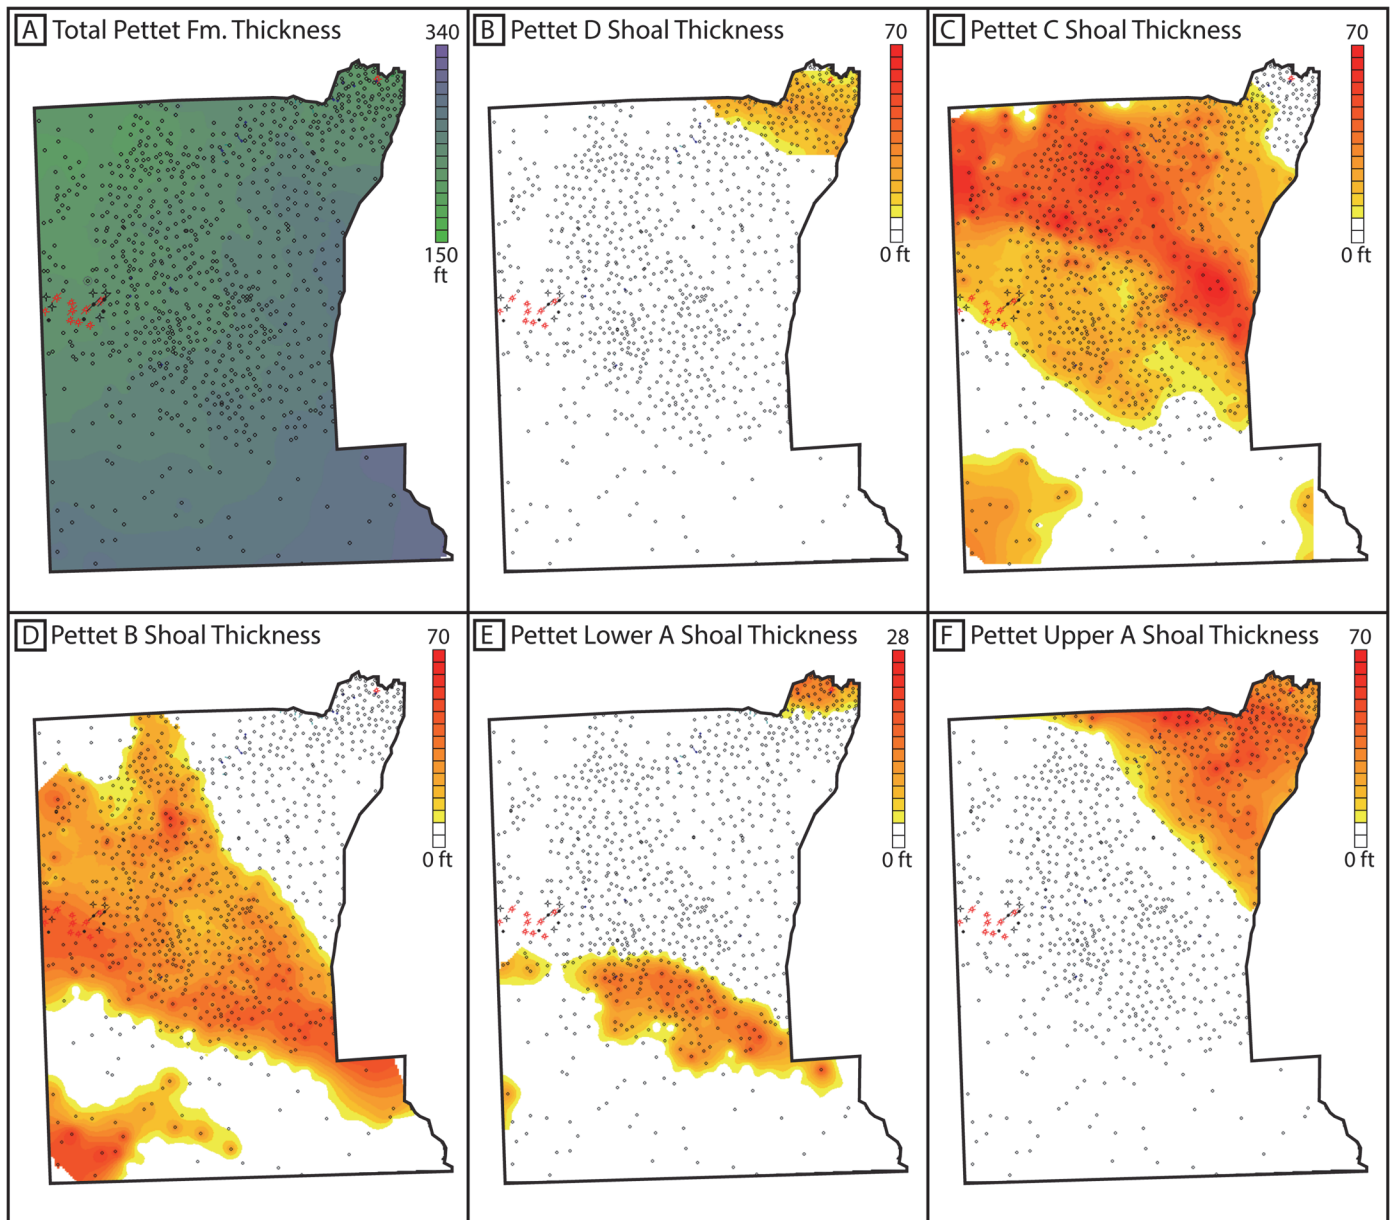 A Total Pettet Fm. Thickness
340
150
ft
B Pettet D Shoal Thickness
70
0 ft
C Pettet C Shoal Thickness
70
0 ft
D Pettet B Shoal Thickness
70
0 ft
E Pettet Lower A Shoal Thickness
28
0 ft
F Pettet Upper A Shoal Thickness
70
0 ft